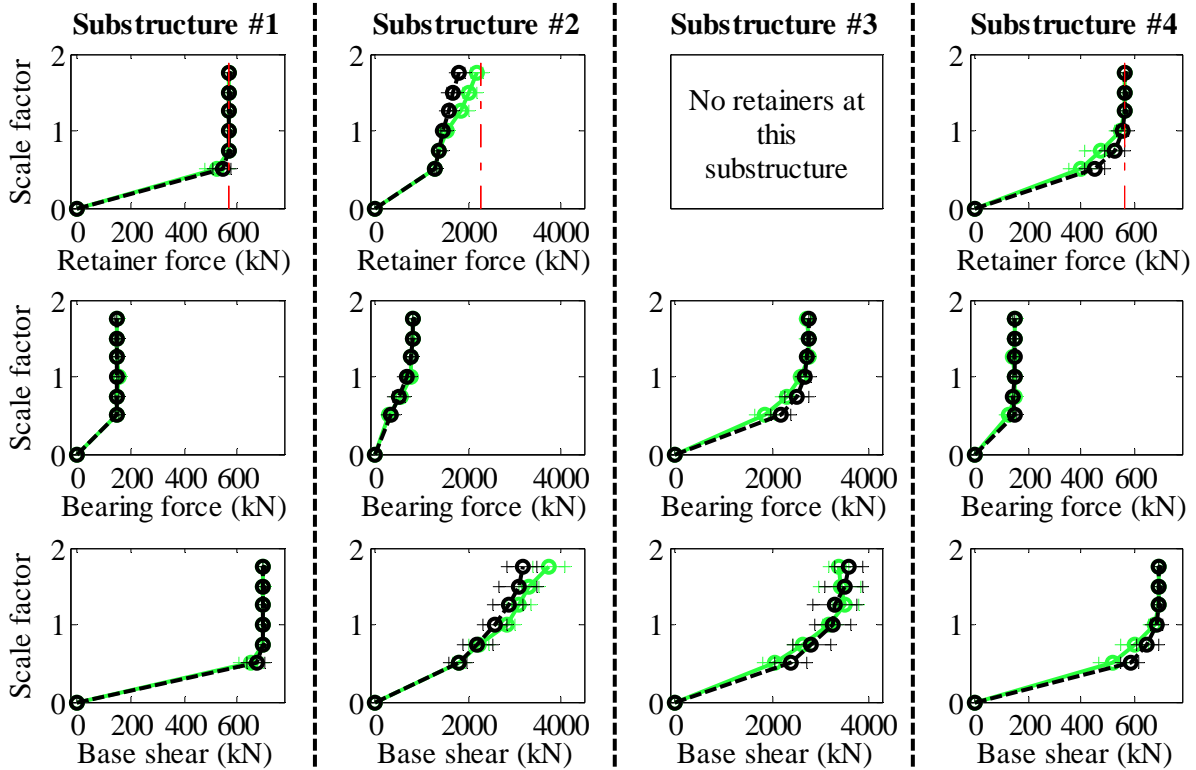 Substructure #1 Substructure #2 Substructure #3 Substructure #4
Scale factor
2
1
0
0 200 400 600
Retainer force (kN)
2
1
0
0 2000 4000
Retainer force (kN)
No retainers at
this
substructure
2
1
0
0 200 400 600
Retainer force (kN)
Scale factor
2
1
0
0 200 400 600
Bearing force (kN)
2
1
0
0 2000 4000
Bearing force (kN)
2
1
0
0 2000 4000
Bearing force (kN)
2
1
0
0 200 400 600
Bearing force (kN)
Scale factor
2
1
0
0 200 400 600
Base shear (kN)
2
1
0
0 2000 4000
Base shear (kN)
2
1
0
0 2000 4000
Base shear (kN)
2
1
0
0 200 400 600
Base shear (kN)